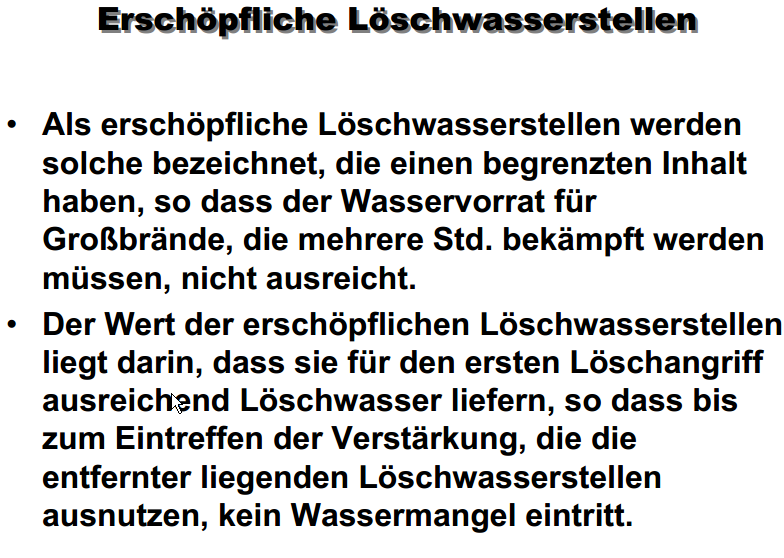 Erschöpfliche Löschwasserstellen
• Als erschöpfliche Löschwasserstellen werden
solche bezeichnet, die einen begrenzten Inhalt
haben, so dass der Wasservorrat für
Großbrände, die mehrere Std. bekämpft werden
müssen, nicht ausreicht.
• Der Wert der erschöpflichen Löschwasserstellen
liegt darin, dass sie für den ersten Löschangriff
ausreichend Löschwasser liefern, so dass bis
zum Eintreffen der Verstärkung, die die
entfernter liegenden Löschwasserstellen
ausnutzen, kein Wassermangel eintritt.